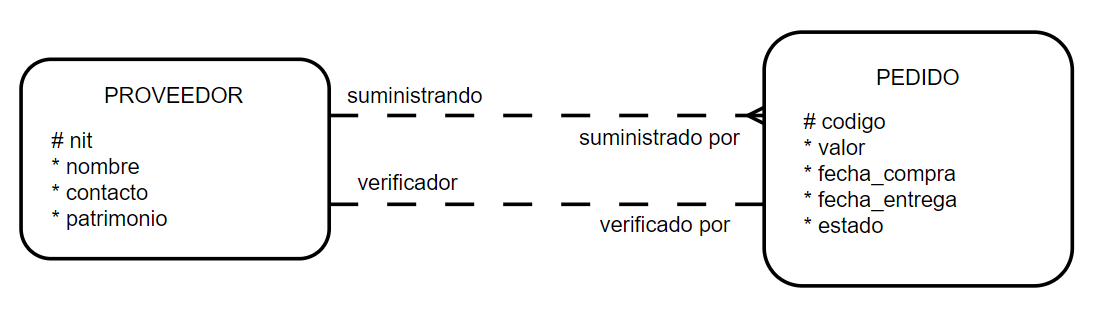 PROVEEDOR
# nit
* nombre
* contacto
* patrimonio
suministrando
suministrado por
verificador
verificado por
PEDIDO
# codigo
* valor
* fecha_compra
* fecha_entrega
* estado